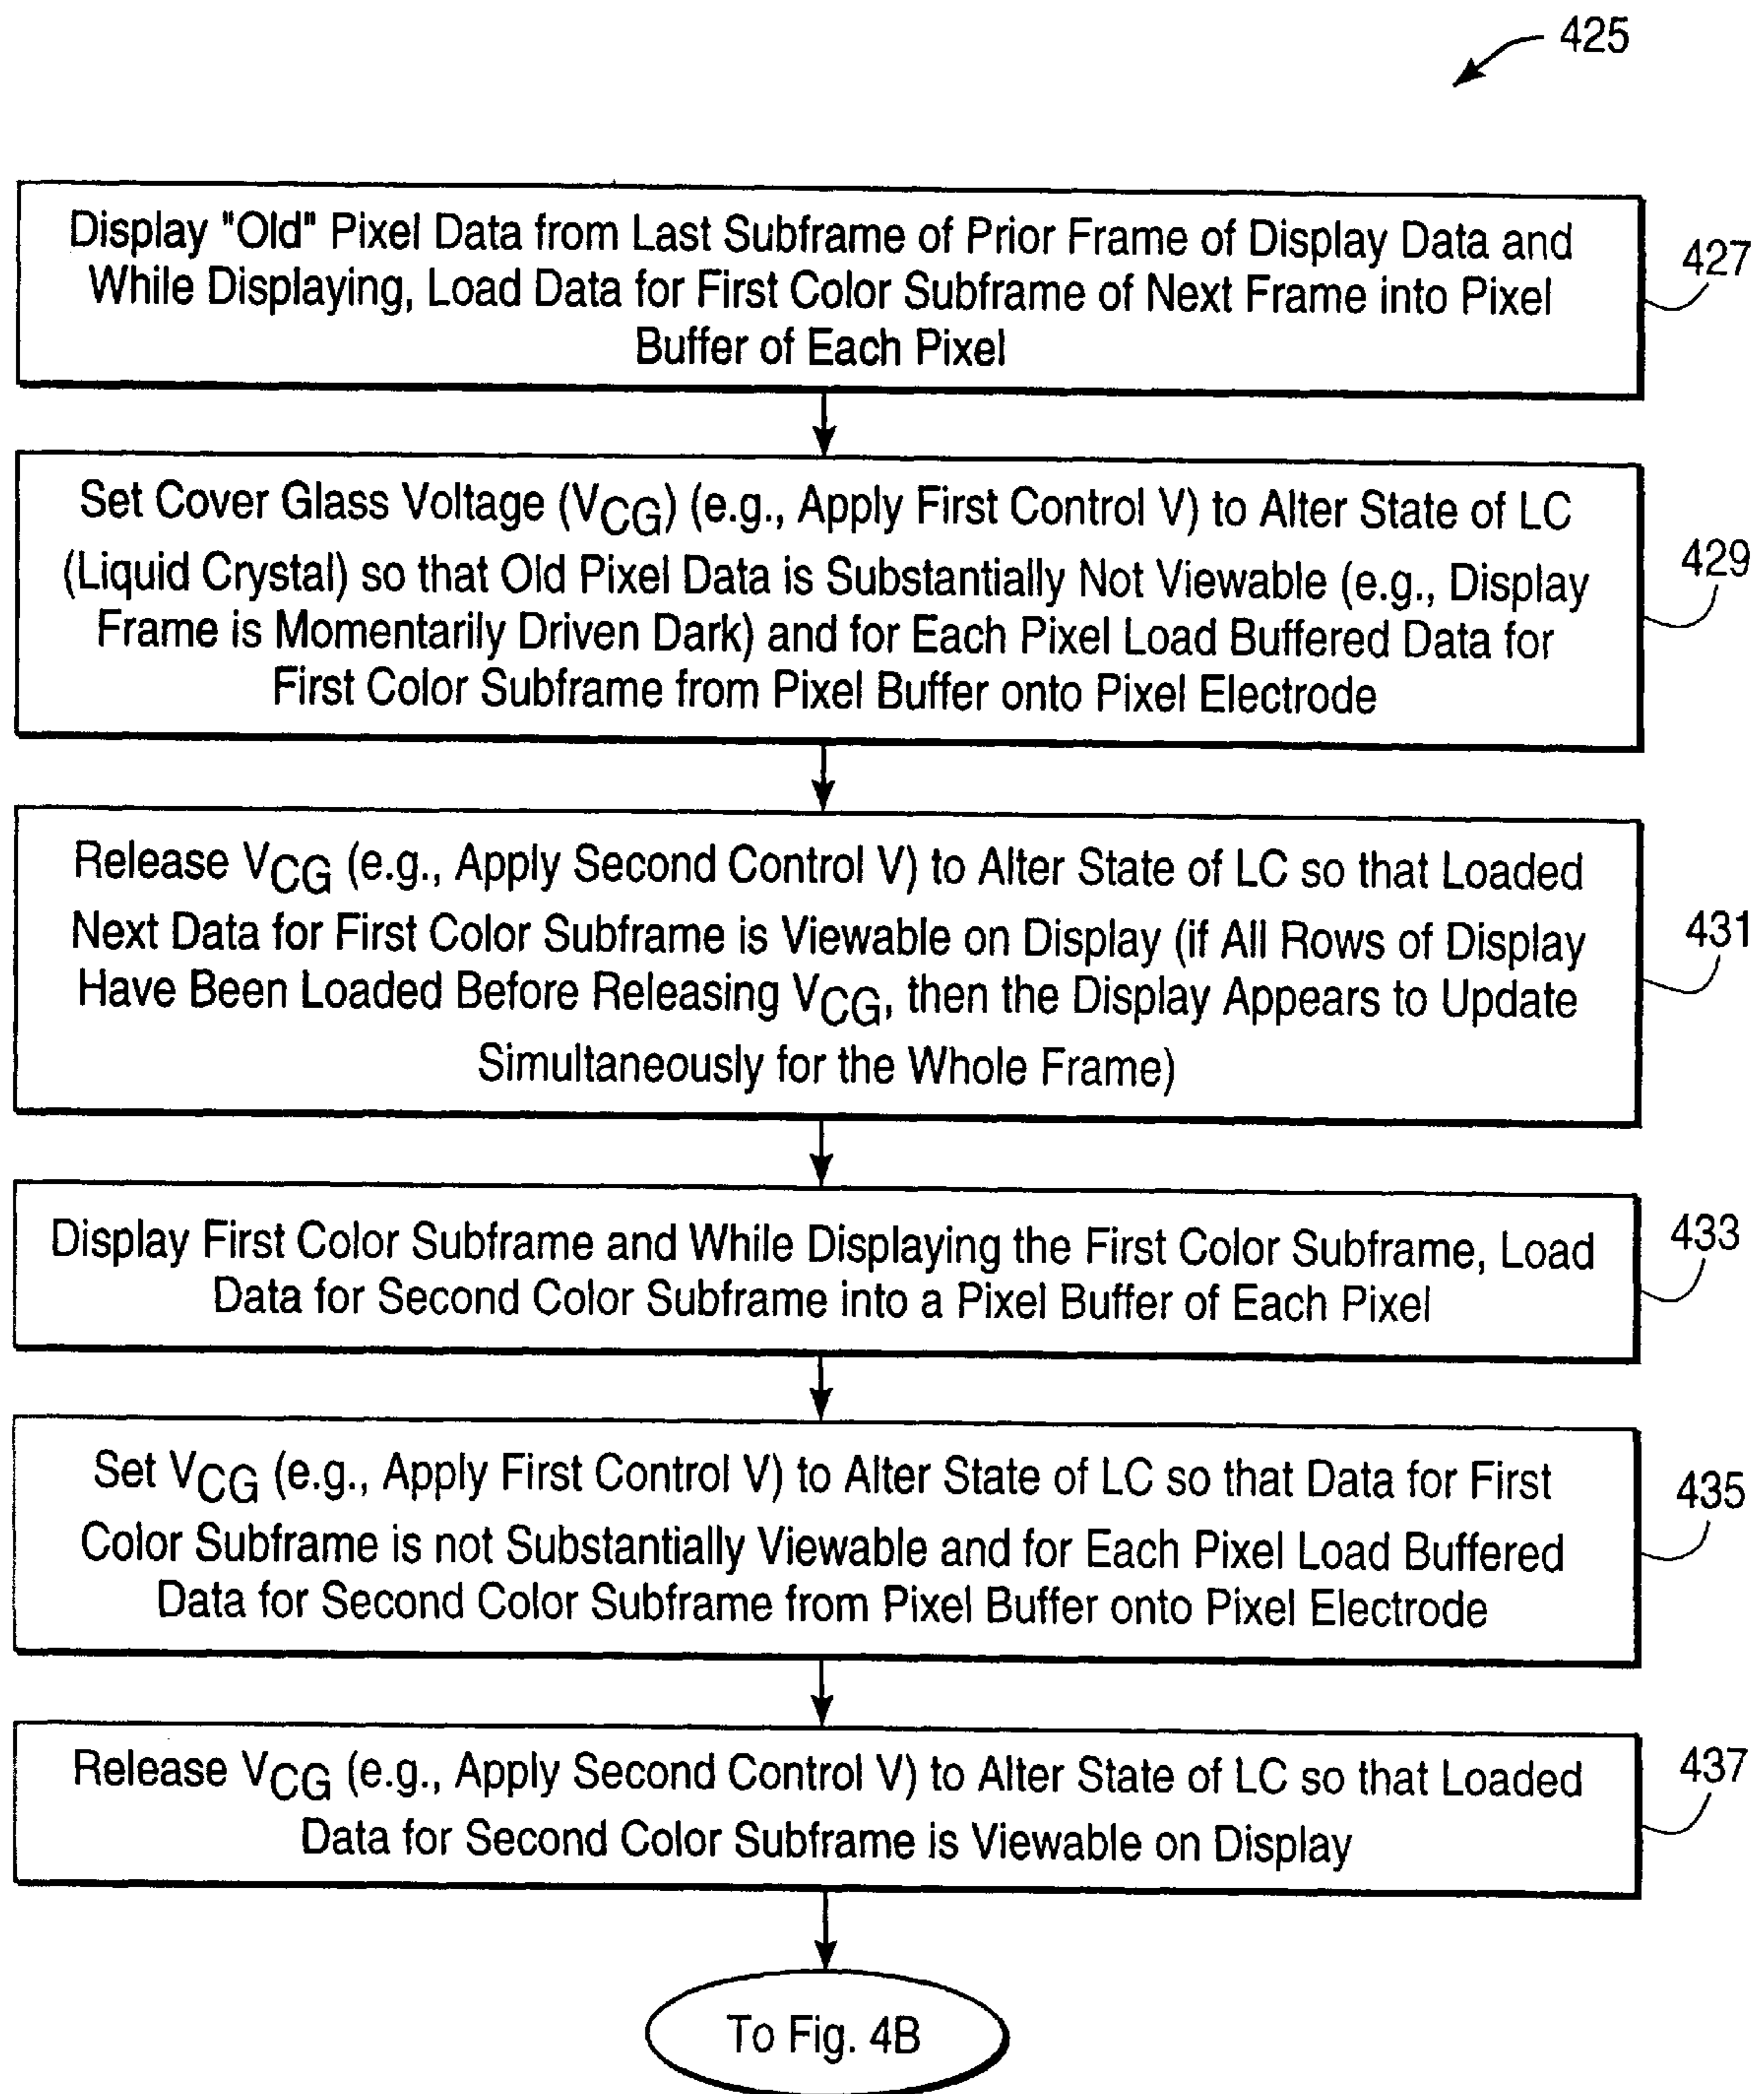 425
Display "Old" Pixel Data from Last Subframe of Prior Frame of Display Data and
While Displaying, Load Data for First Color Subframe of Next Frame into Pixel
Buffer of Each Pixel
427
Set Cover Glass Voltage (VCG) (e.g., Apply First Control V) to Alter State of LC
(Liquid Crystal) so that Old Pixel Data is Substantially Not Viewable (e.g., Display
Frame is Momentarily Driven Dark) and for Each Pixel Load Buffered Data for
First Color Subframe from Pixel Buffer onto Pixel Electrode
429
Release VCG (e.g., Apply Second Control V) to Alter State of LC so that Loaded
Next Data for First Color Subframe is Viewable on Display (if All Rows of Display
Have Been Loaded Before Releasing VCG, then the Display Appears to Update
Simultaneously for the Whole Frame)
431
Display First Color Subframe and While Displaying the First Color Subframe, Load
Data for Second Color Subframe into a Pixel Buffer of Each Pixel
433
Set VCG (e.g., Apply First Control V) to Alter State of LC so that Data for First
Color Subframe is not Substantially Viewable and for Each Pixel Load Buffered
Data for Second Color Subframe from Pixel Buffer onto Pixel Electrode
435
Release VCG (e.g., Apply Second Control V) to Alter State of LC so that Loaded
Data for Second Color Subframe is Viewable on Display
437
To Fig. 4B